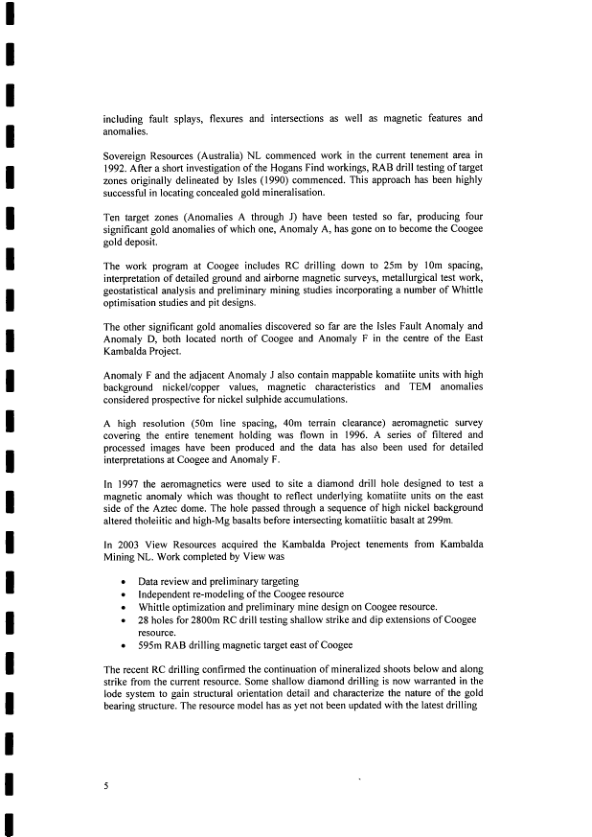 including fault splays, flexures and intersections as well as magnetic features and
anomalies.
Sovereign Resources (Australia) NL commenced work in the current tenement area in
1992. After a short investigation of the Hogans Find workings, RAB drill testing of target
zones originally delineated by Isles (1990) commenced. This approach has been highly
successful in locating concealed gold mineralisation.
Ten target zones (Anomalies A through J) have been tested so far, producing four
significant gold anomalies of which one, Anomaly A, has gone on to become the Coogee
gold deposit.
The work program at Coogee includes RC drilling down to 25m by 10m spacing,
interpretation of detailed ground and airborne magnetic surveys, metallurgical test work,
geostatistical analysis and preliminary mining studies incorporating a number of Whittle
optimisation studies and pit designs.
The other significant gold anomalies discovered so far are the Isles Fault Anomaly and
Anomaly D, both located north of Coogee and Anomaly F in the centre of the East
Kambalda Project.
Anomaly F and the adjacent Anomaly J also contain mappable komatiite units with high
background nickel/copper values, magnetic characteristics and TEM anomalies
considered prospective for nickel sulphide accumulations.
A high resolution (50m line spacing, 40m terrain clearance) aeromagnetic survey
covering the entire tenement holding was flown in 1996. A series of filtered and
processed images have been produced and the data has also been used for detailed
interpretations at Coogee and Anomaly F.
In 1997 the aeromagnetics were used to site a diamond drill hole designed to test a
magnetic anomaly which was thought to reflect underlying komatiite units on the east
side of the Aztec dome. The hole passed through a sequence of high nickel background
altered tholeiitic and high-Mg basalts before intersecting komatiitic basalt at 299m.
In 2003 View Resources acquired the Kambalda Project tenements from Kambalda
Mining NL. Work completed by View was
• Data review and preliminary targeting
• Independent re-modeling of the Coogee resource
• Whittle optimization and preliminary mine design on Coogee resource.
• 28 holes for 2800m RC drill testing shallow strike and dip extensions of Coogee
resource.
• 595m RAB drilling magnetic target east of Coogee
The recent RC drilling confirmed the continuation of mineralized shoots below and along
strike from the current resource. Some shallow diamond drilling is now warranted in the
lode system to gain structural orientation detail and characterize the nature of the gold
bearing structure. The resource model has as yet not been updated with the latest drilling
5